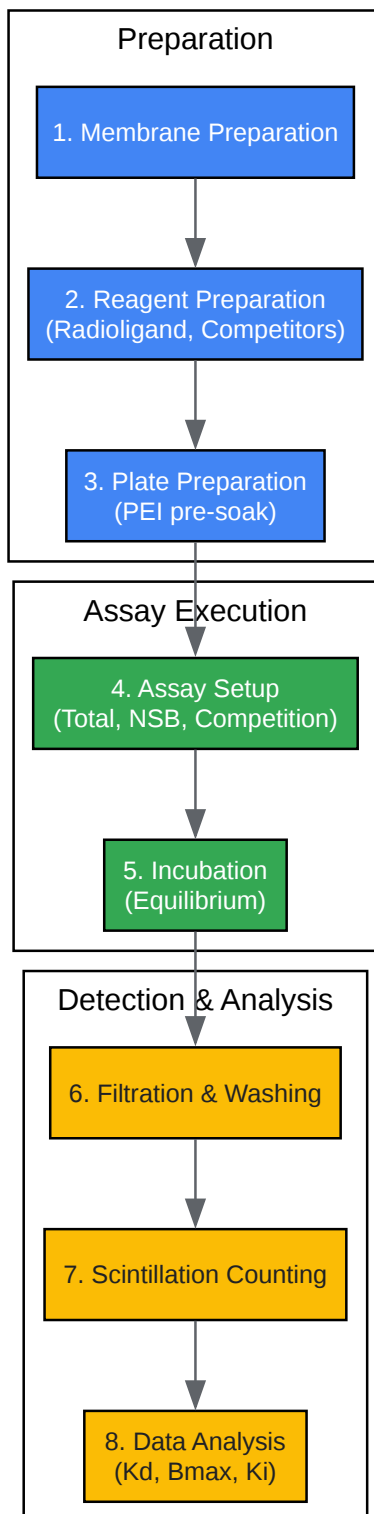 Preparation
1. Membrane Preparation
2. Reagent Preparation
(Radioligand, Competitors)
3. Plate Preparation
(PEI pre-soak)
Assay Execution
4. Assay Setup
(Total, NSB, Competition)
5. Incubation
(Equilibrium)
Detection & Analysis
6. Filtration & Washing
7. Scintillation Counting
8. Data Analysis
(Kd, Bmax, Ki)